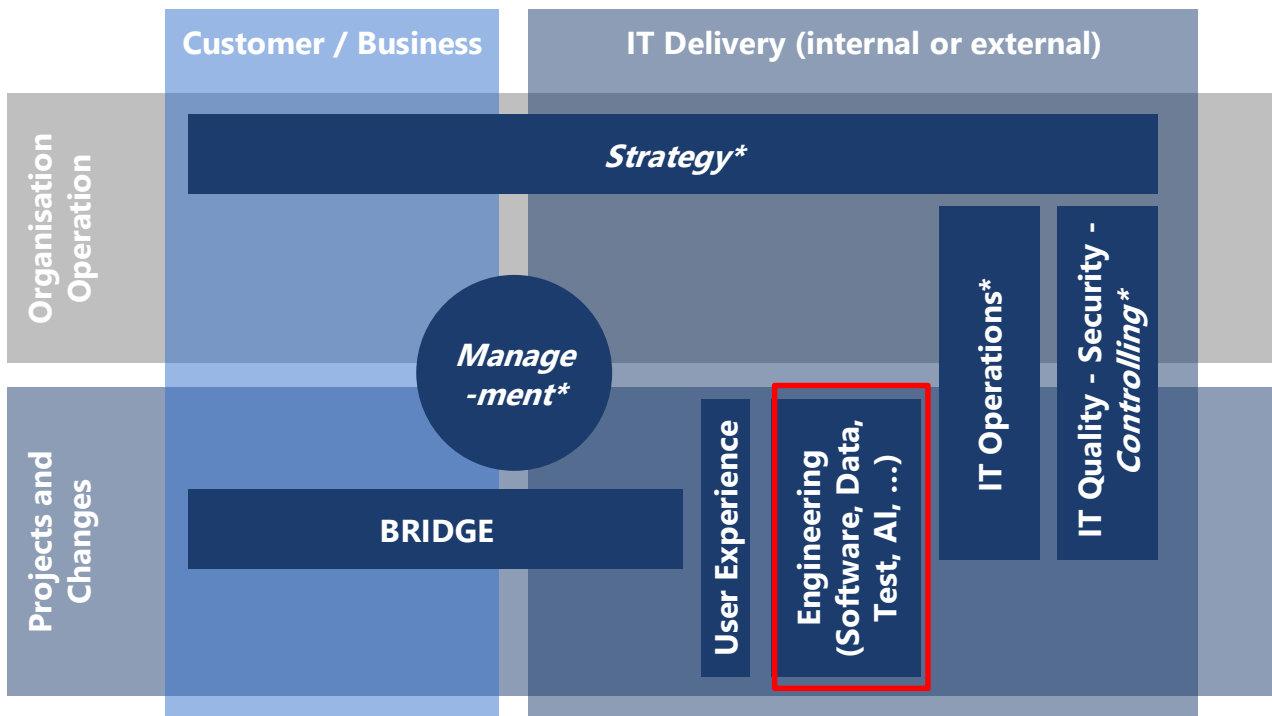 Customer / Business
IT Delivery (internal or external)
Organisation
Operation
Strategy*
Manage
-ment*
IT Operations*
IT Quality - Security -
Controlling*
Projects and
Changes
BRIDGE
User Experience
Engineering
(Software, Data,
Test, AI, ...)